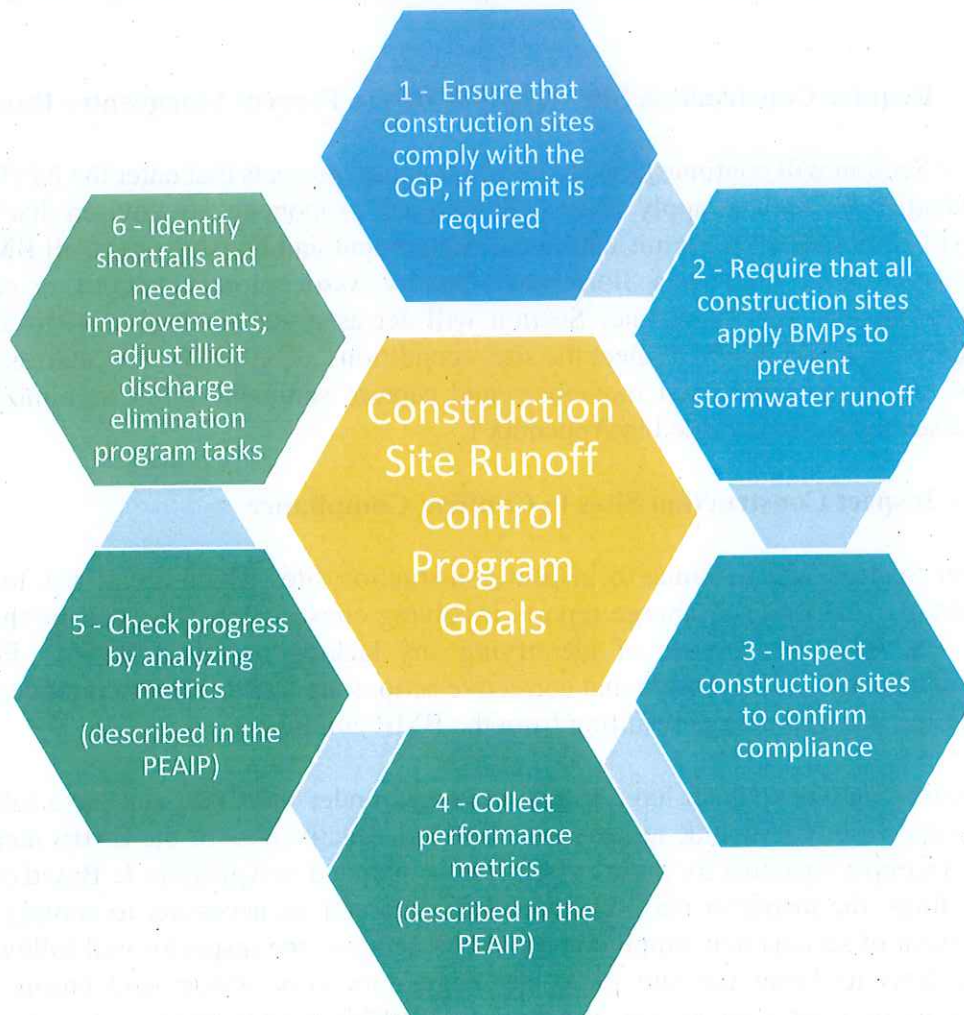 1 - Ensure that
construction sites
comply with the
CGP, if permit is
required
2 - Require that all
construction sites
apply BMPs to
prevent
stormwater runoff
3 - Inspect
construction sites
to confirm
compliance
4 - Collect
performance
metrics
(described in the
PEAIP)
5 - Check progress
by analyzing
metrics
(described in the
PEAIP)
6 - Identify
shortfalls and
needed
improvements;
adjust illicit
discharge
elimination
program tasks
Construction
Site Runoff
Control
Program
Goals